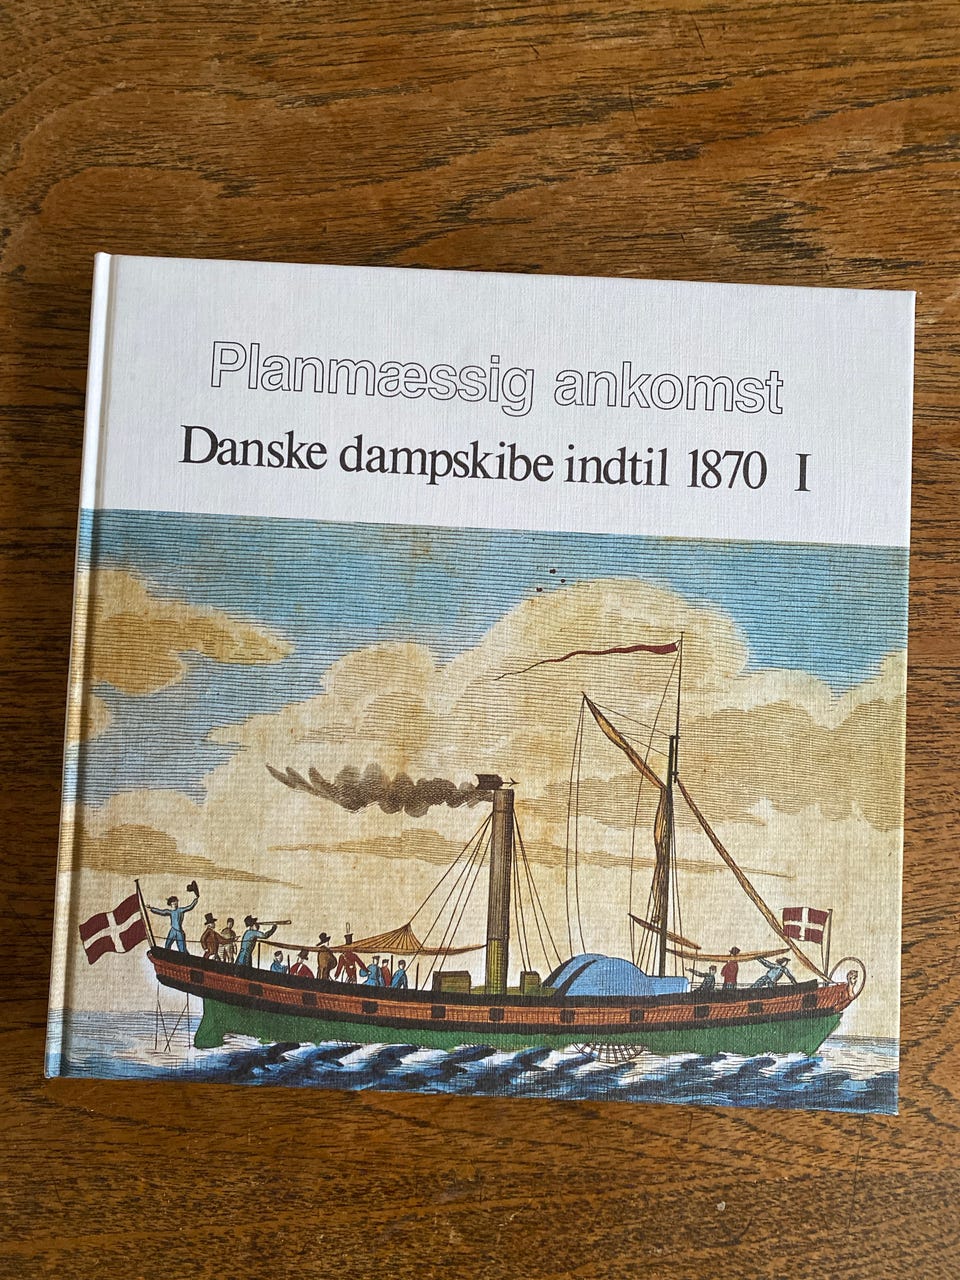 Planmæssig ankomst
Danske dampskibe indtil 1870 I